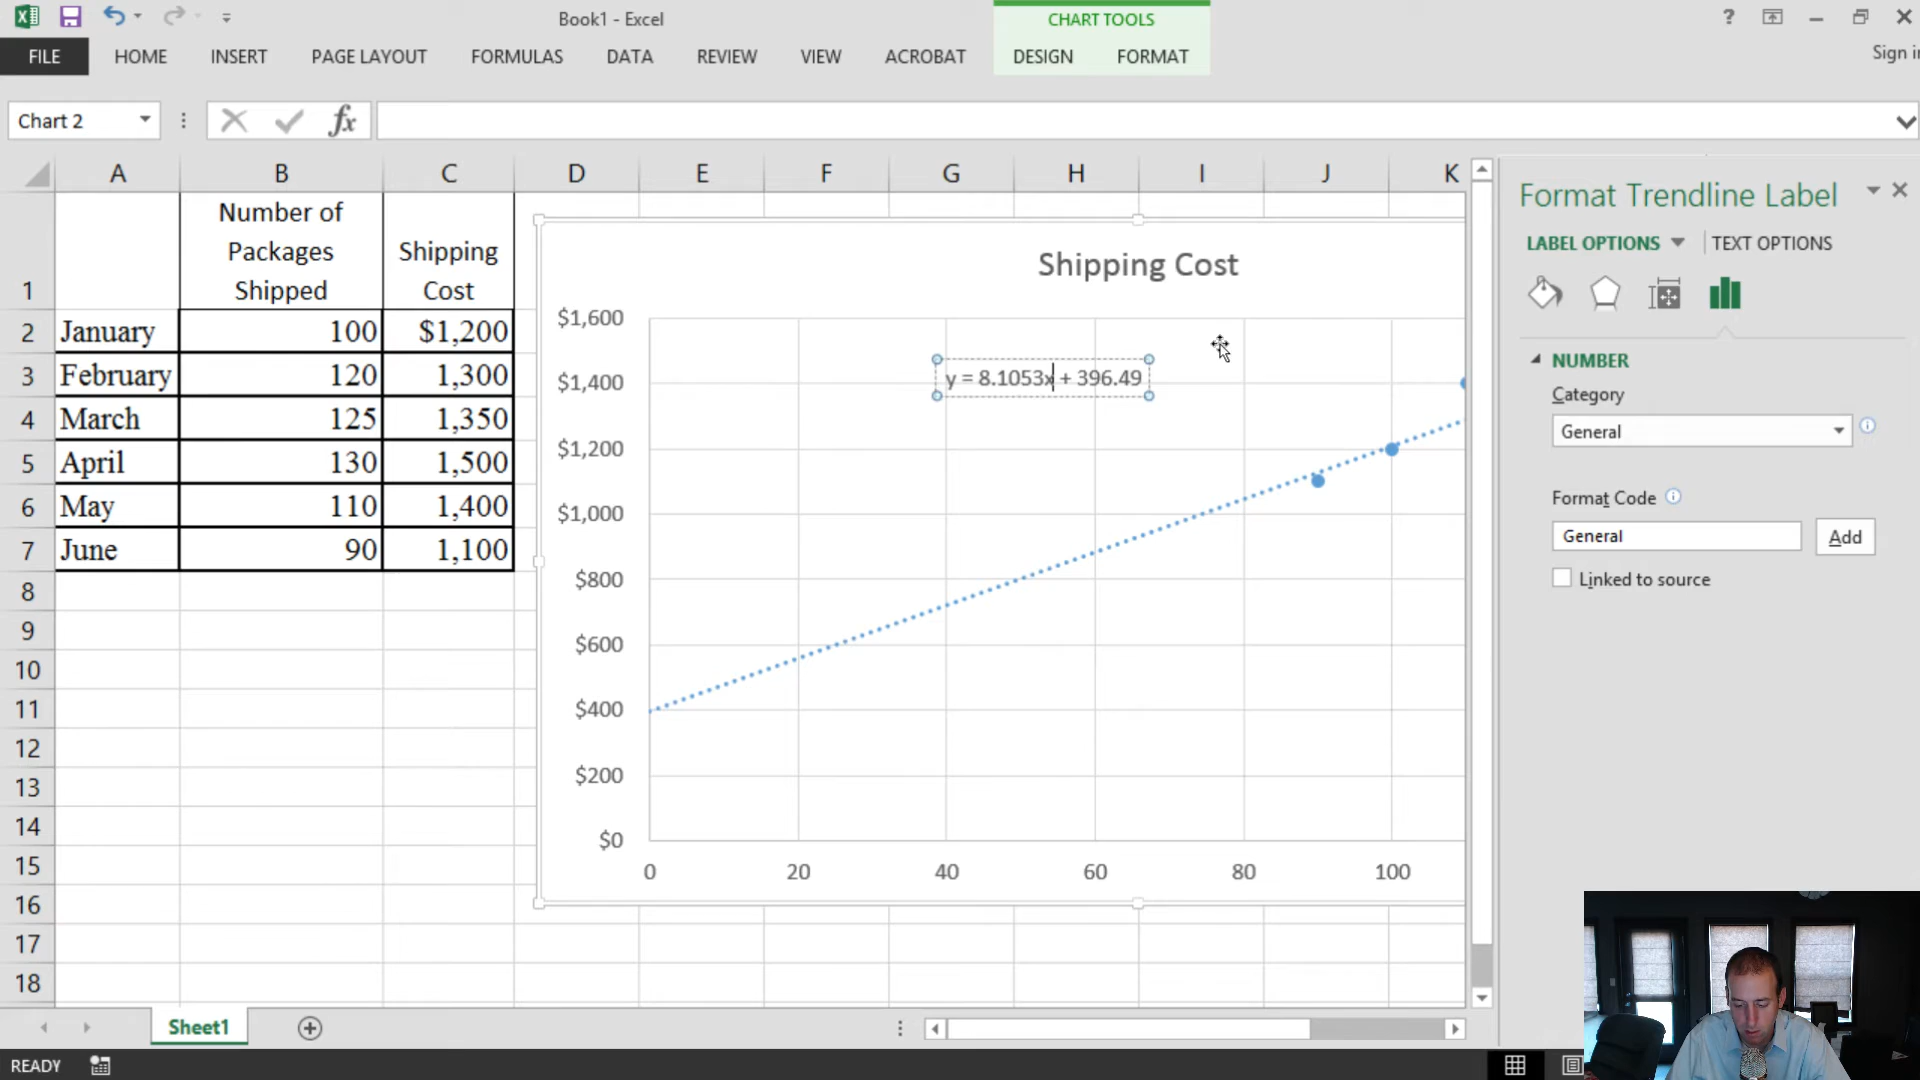 Book1 - Excel
CHART TOOLS
?
Sign in
FILE HOME INSERT PAGE LAYOUT FORMULAS DATA REVIEW VIEW ACROBAT DESIGN FORMAT
Chart 2 fx
A B C D E F G H I J K
1 Number of Packages Shipped Shipping Cost
2 January 100 $1,200
3 February 120 1,300
4 March 125 1,350
5 April 130 1,500
6 May 110 1,400
7 June 90 1,100
8
9
10
11
12
13
14
15
16
17
18
Shipping Cost
$1,600
$1,400
$1,200
$1,000
$800
$600
$400
$200
$0
y = 8.1053x + 396.49
0 20 40 60 80 100
Format Trendline Label
LABEL OPTIONS TEXT OPTIONS
NUMBER
Category
General
Format Code
General Add
Linked to source
Sheet1
READY